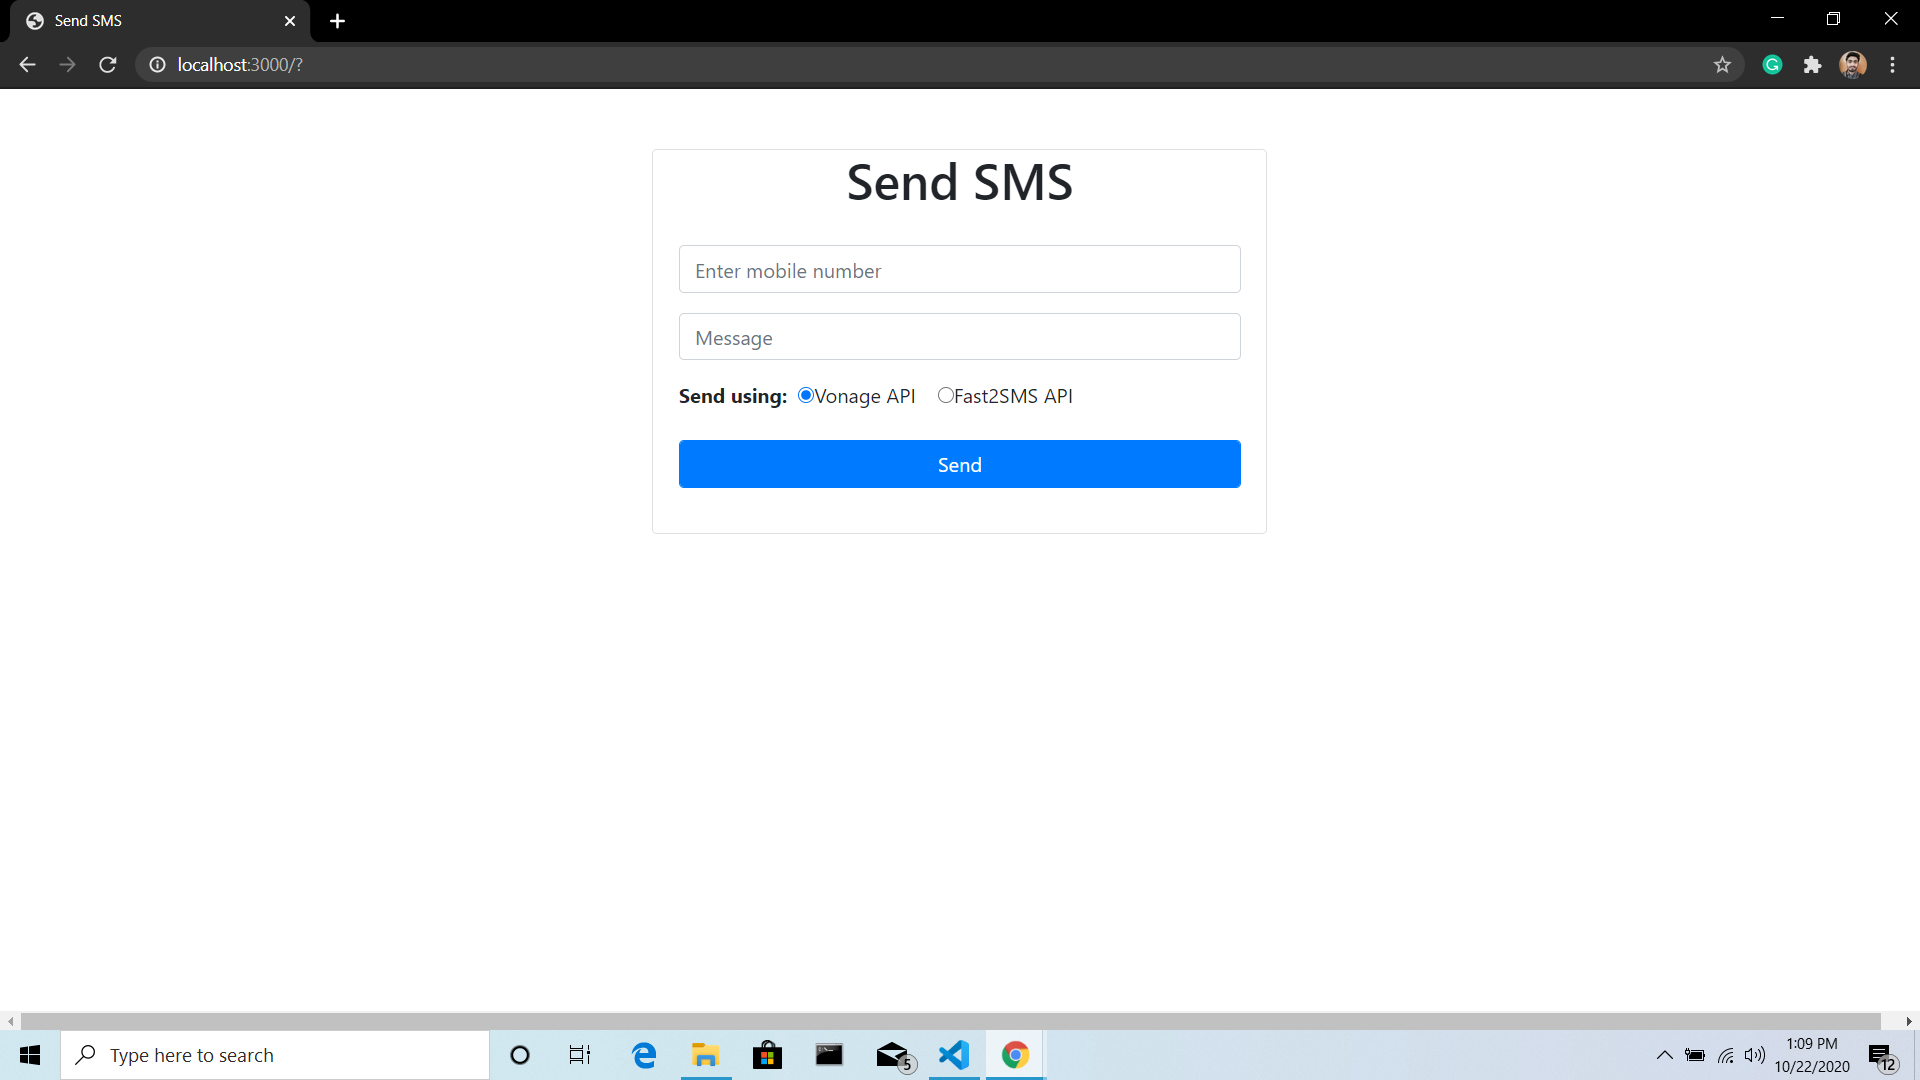 Send SMS
localhost:3000/?
Send SMS
Enter mobile number
Message
Send using: Vonage API Fast2SMS API
Send
Type here to search
5
1:09 PM
10/22/2020
12